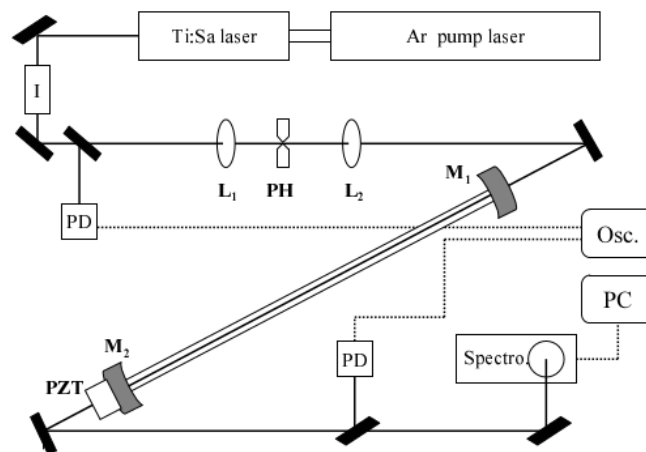 Ti:Sa laser
Ar pump laser
I
L₁
PH
L₂
M₁
PD
Osc.
PC
M₂
PD
Spectro.
PZT